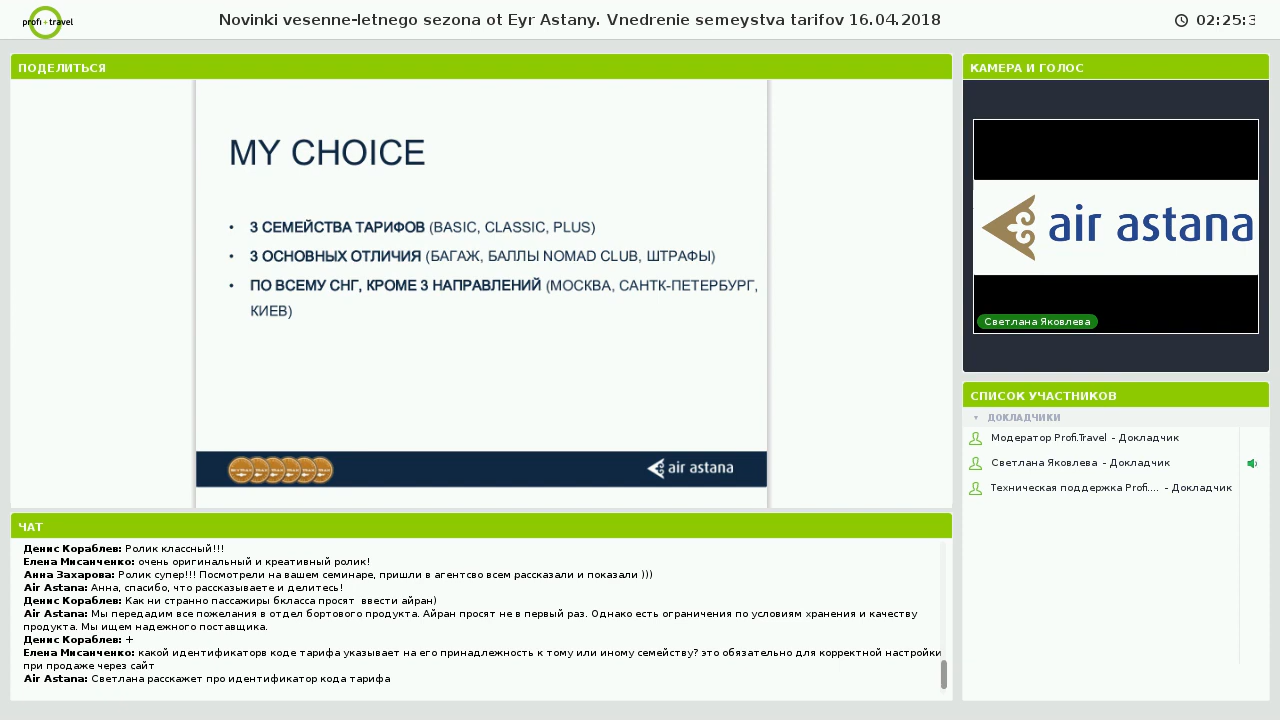 profi+travel
Novinki vesenne-letnego sezona ot Eyr Astany. Vnedrenie semeystva tarifov 16.04.2018
02:25:3
ПОДЕЛИТЬСЯ
MY CHOICE
• 3 СЕМЕЙСТВА ТАРИФОВ (BASIC, CLASSIC, PLUS)
• 3 ОСНОВНЫХ ОТЛИЧИЯ (БАГАЖ, БАЛЛЫ NOMAD CLUB, ШТРАФЫ)
• ПО ВСЕМУ СНГ, КРОМЕ 3 НАПРАВЛЕНИЙ (МОСКВА, САНТК-ПЕТЕРБУРГ,
КИЕВ)
air astana
КАМЕРА И ГОЛОС
air astana
Светлана Яковлева
СПИСОК УЧАСТНИКОВ
ДОКЛАДЧИКИ
Модератор Profi.Travel - Докладчик
Светлана Яковлева - Докладчик
Техническая поддержка Profi.... - Докладчик
ЧАТ
Денис Кораблев: Ролик классный!!!
Елена Мисанченко: очень оригинальный и креативный ролик!
Анна Захарова: Ролик супер!!! Посмотрели на вашем семинаре, пришли в агентсво всем рассказали и показали )))
Air Astana: Анна, спасибо, что рассказываете и делитесь!
Денис Кораблев: Как ни странно пассажиры бкласса просят ввести айран)
Air Astana: Мы передадим все пожелания в отдел бортового продукта. Айран просят не в первый раз. Однако есть ограничения по условиям хранения и качеству
продукта. Мы ищем надежного поставщика.
Денис Кораблев: +
Елена Мисанченко: какой идентификаторв коде тарифа указывает на его принадлежность к тому или иному семейству? это обязательно для корректной настройки
при продаже через сайт
Air Astana: Светлана расскажет про идентификатор кода тарифа